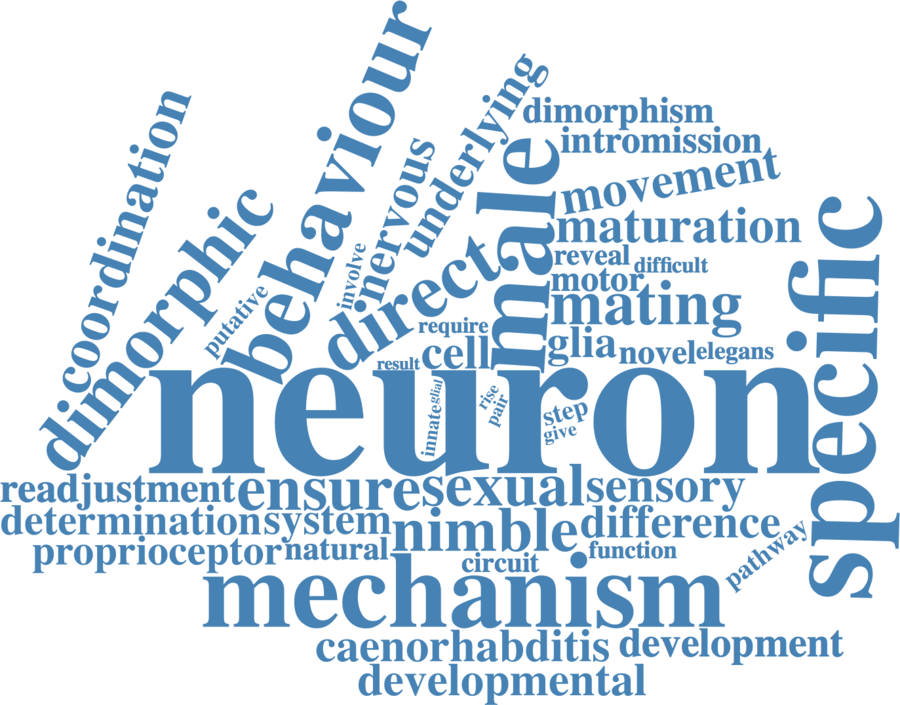 behaviour
coordination
underlying
dimorphism
intromission
nervous
male
movement
dimorphic
specific
maturation
direct
involve
reveal
difficult
motor
putative
mating
require
glia
cell
novel
elegans
result
neuron
glial
innate
rise
pair
step
give
readjustment
ensure
sexual
sensory
determination
system
nimble
difference
proprioceptor
natural
function
circuit
pathway
mechanism
caenorhabditis
development
developmental